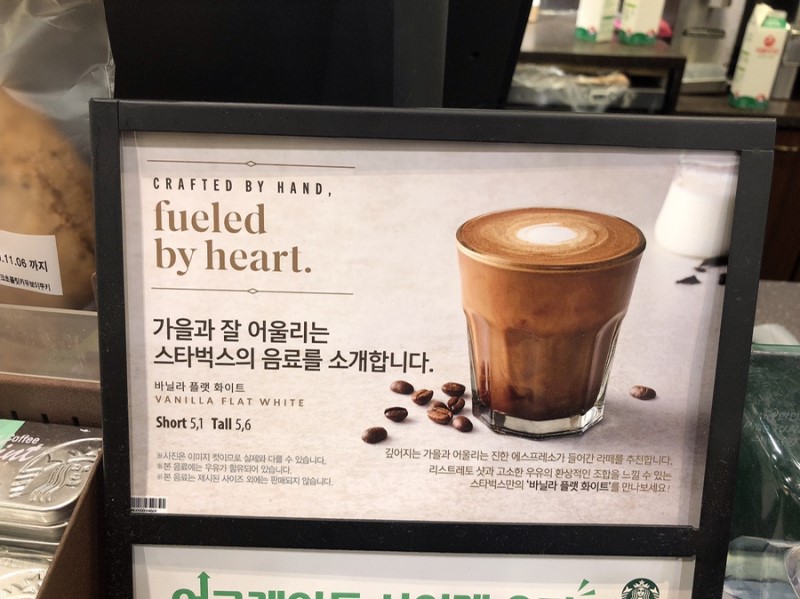 CRAFTED BY HAND,
fueled
by heart.
가을과 잘 어울리는
스타벅스의 음료를 소개합니다.
바닐라 플랫 화이트
VANILLA FLAT WHITE
Short 5,1 Tall 5,6
※사진은 이미지 컷이므로 실제와 다를 수 있습니다.
※본 음료에는 우유가 함유되어 있습니다.
※본 음료는 제시된 사이즈 외에는 판매되지 않습니다.
깊어지는 가을과 어울리는 진한 에스프레소가 들어간 라떼를 추천합니다.
리스트레토 샷과 고소한 우유의 환상적인 조합을 느낄 수 있는
스타벅스만의 '바닐라 플랫 화이트'를 만나보세요!
.11.06 까지
Coffee